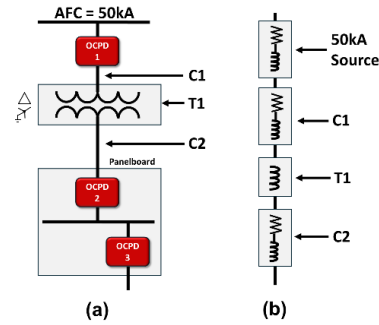 AFC = 50kA
OCPD
1
C1
T1
C2
Panelboard
OCPD
2
OCPD
3
(a)
50kA
Source
C1
T1
C2
(b)